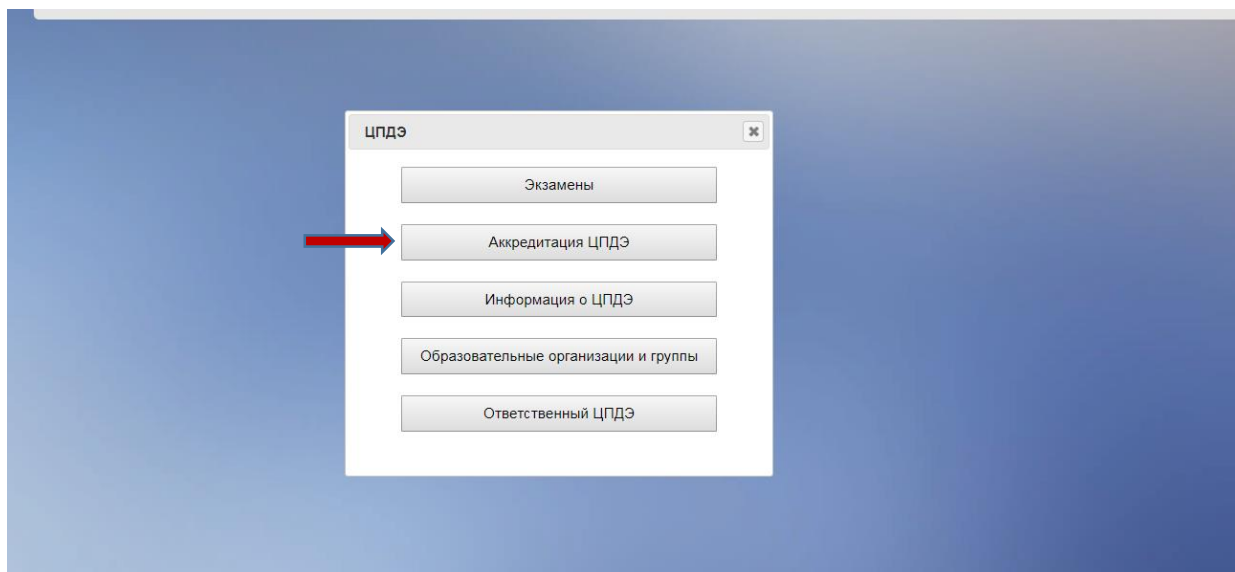 ЦПДЭ
Экзамены
Аккредитация ЦПДЭ
Информация о ЦПДЭ
Образовательные организации и группы
Ответственный ЦПДЭ